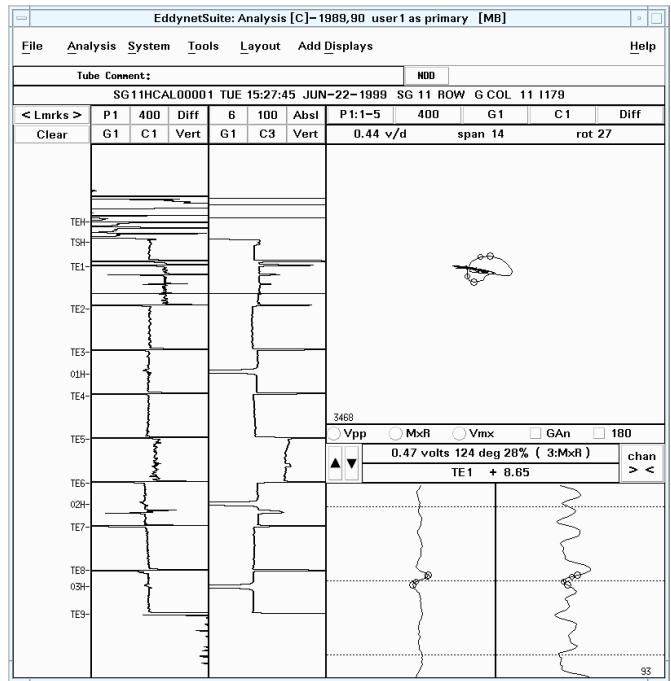 EddynetSuite: Analysis [C]-1989,90 user1 as primary [MB]
File Analysis System Tools Layout Add Displays Help
Tube Comment: NDD
SG11HCAL00001 TUE 15:27:45 JUN-22-1999 SG 11 ROW G COL 11 I179
< Lmrks > P1 400 Diff 6 100 Absl P1:1-5 400 G1 C1 Diff
Clear G1 C1 Vert G1 C3 Vert 0.44 v/d span 14 rot 27
TEH
TSH
TE1
TE2
TE3
01H
TE4
TE5
TE6
02H
TE7
TE8
03H
TE9
3468
Vpp MxR Vmx GAn 180
0.47 volts 124 deg 28% ( 3:MxR )
TE1 + 8.65
chan
> <
93